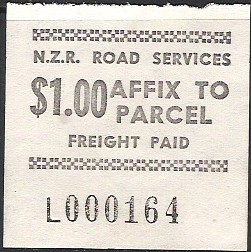 N.Z.R. ROAD SERVICES
$1.00 AFFIX TO
PARCEL
FREIGHT PAID
L000164